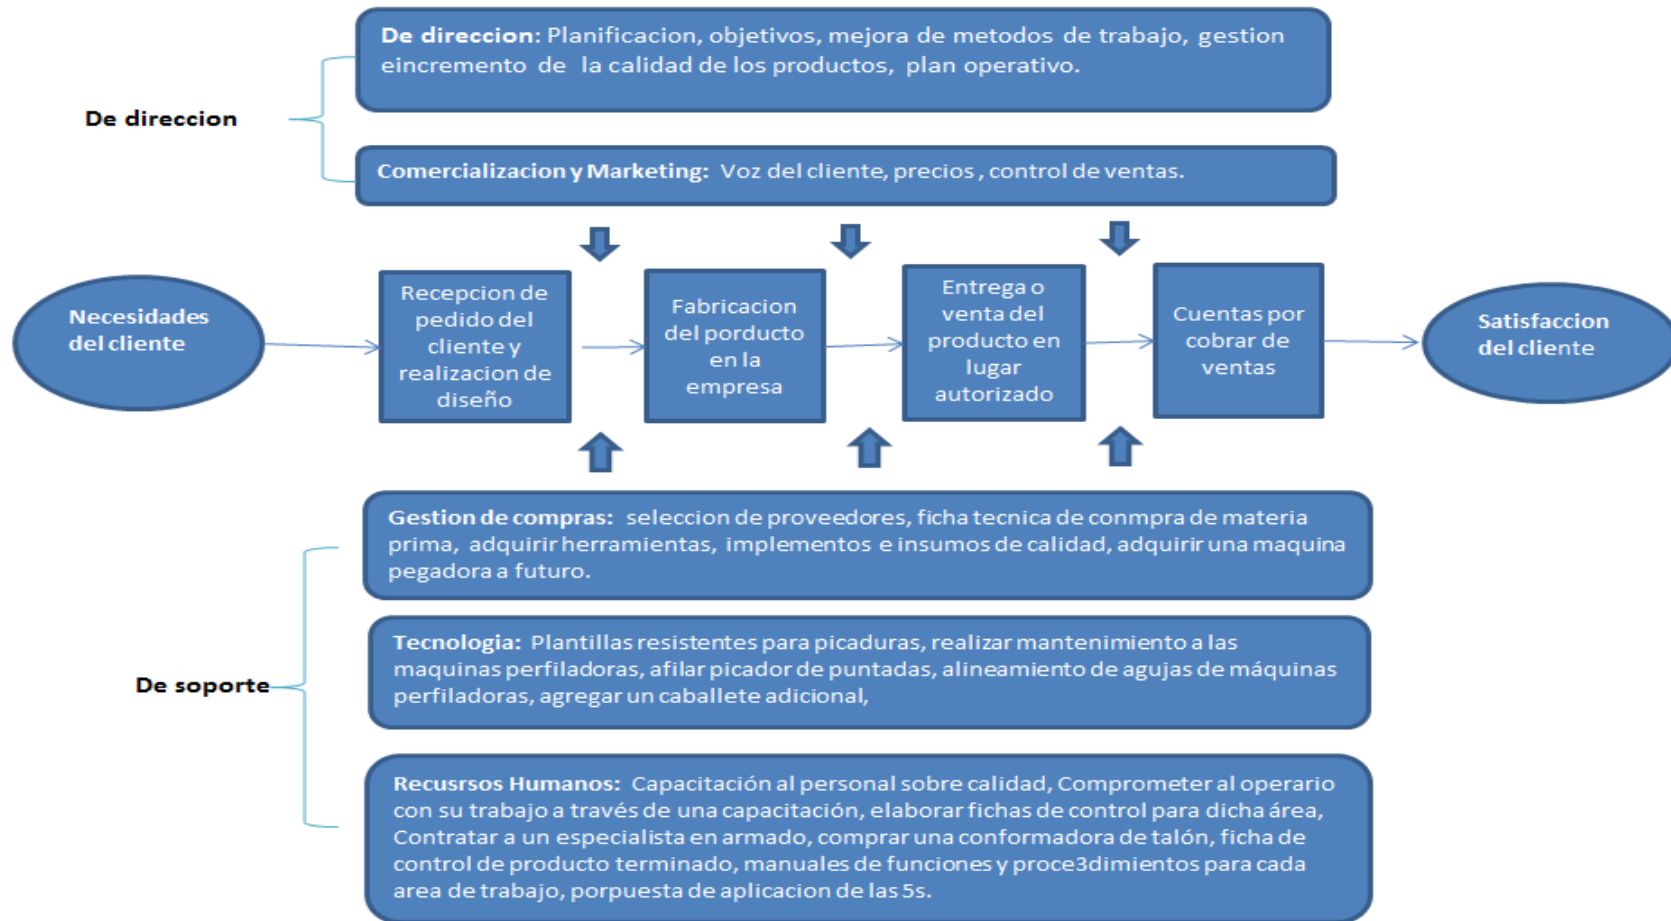 De direccion: Planificacion, objetivos, mejora de metodos de trabajo, gestion
eincremento de la calidad de los productos, plan operativo.
De direccion
Comercializacion y Marketing: Voz del cliente, precios , control de ventas.
Necesidades
del cliente
Recepcion de
pedido del
cliente y
realizacion de
diseño
Fabricacion
del porducto
en la
empresa
Entrega o
venta del
producto en
lugar
autorizado
Cuentas por
cobrar de
ventas
Satisfaccion
del cliente
Gestion de compras: seleccion de proveedores, ficha tecnica de conmpra de materia
prima, adquirir herramientas, implementos e insumos de calidad, adquirir una maquina
pegadora a futuro.
Tecnologia: Plantillas resistentes para picaduras, realizar mantenimiento a las
maquinas perfiladoras, afilar picador de puntadas, alineamiento de agujas de máquinas
perfiladoras, agregar un caballete adicional,
De soporte
Recusrsos Humanos: Capacitación al personal sobre calidad, Comprometer al operario
con su trabajo a través de una capacitación, elaborar fichas de control para dicha área,
Contratar a un especialista en armado, comprar una conformadora de talón, ficha de
control de producto terminado, manuales de funciones y proce3dimientos para cada
area de trabajo, porpuesta de aplicacion de las 5s.